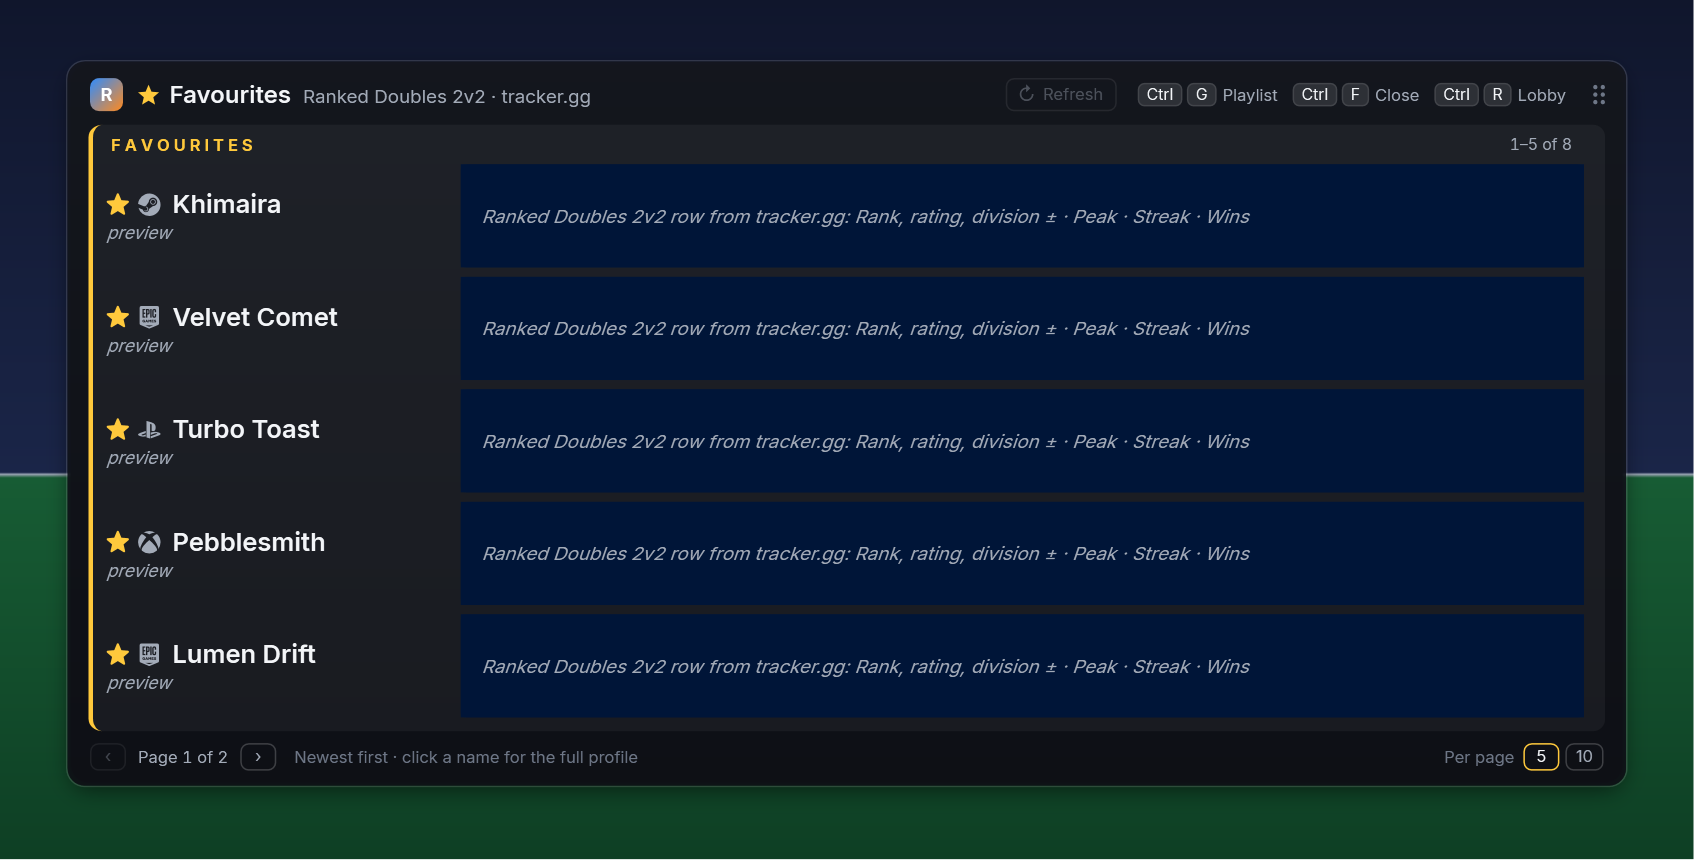 R Favourites Ranked Doubles 2v2 · tracker.gg Refresh Ctrl G Playlist Ctrl F Close Ctrl R Lobby
FAVOURITES 1–5 of 8
Khimaira
preview
Ranked Doubles 2v2 row from tracker.gg: Rank, rating, division ± · Peak · Streak · Wins
EPIC GAMES Velvet Comet
preview
Ranked Doubles 2v2 row from tracker.gg: Rank, rating, division ± · Peak · Streak · Wins
Turbo Toast
preview
Ranked Doubles 2v2 row from tracker.gg: Rank, rating, division ± · Peak · Streak · Wins
Pebblesmith
preview
Ranked Doubles 2v2 row from tracker.gg: Rank, rating, division ± · Peak · Streak · Wins
EPIC GAMES Lumen Drift
preview
Ranked Doubles 2v2 row from tracker.gg: Rank, rating, division ± · Peak · Streak · Wins
‹ Page 1 of 2 › Newest first · click a name for the full profile Per page 5 10